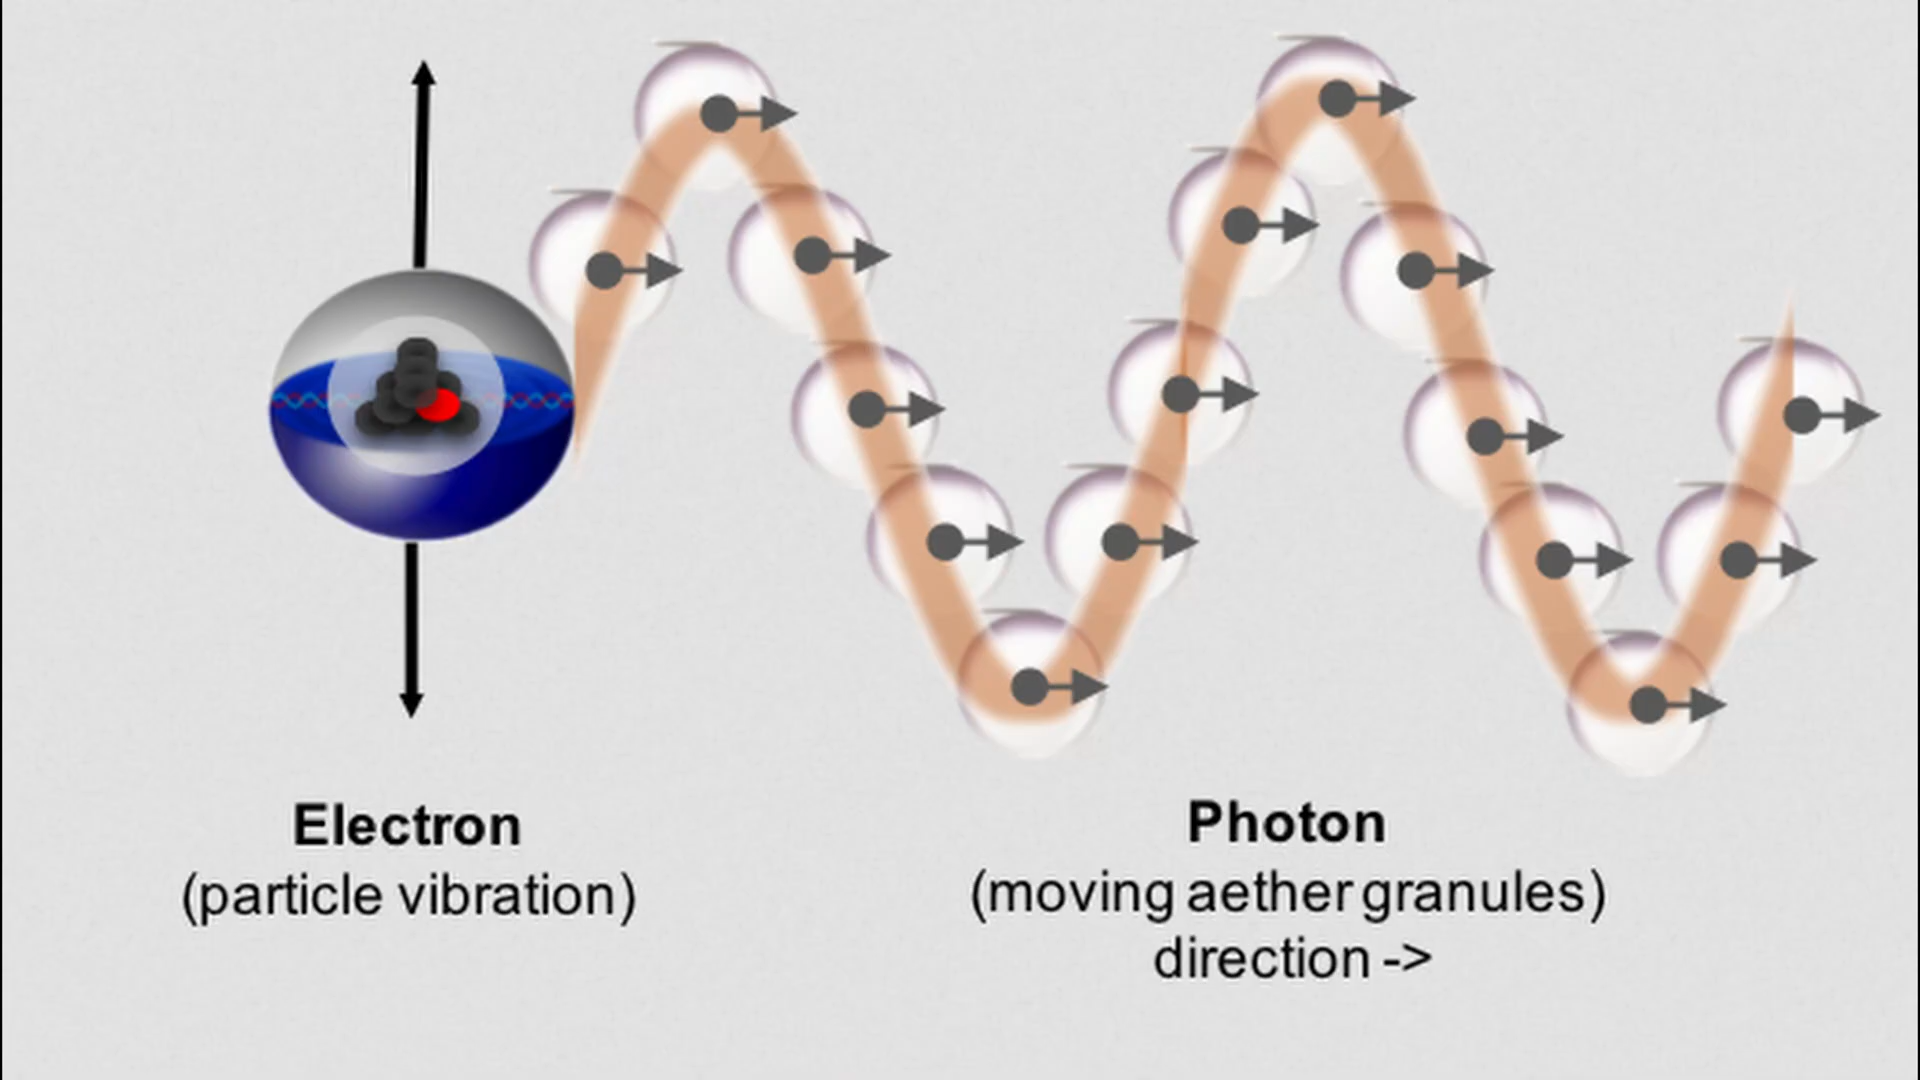 Electron
(particle vibration)
Photon
(moving aether granules)
direction ->